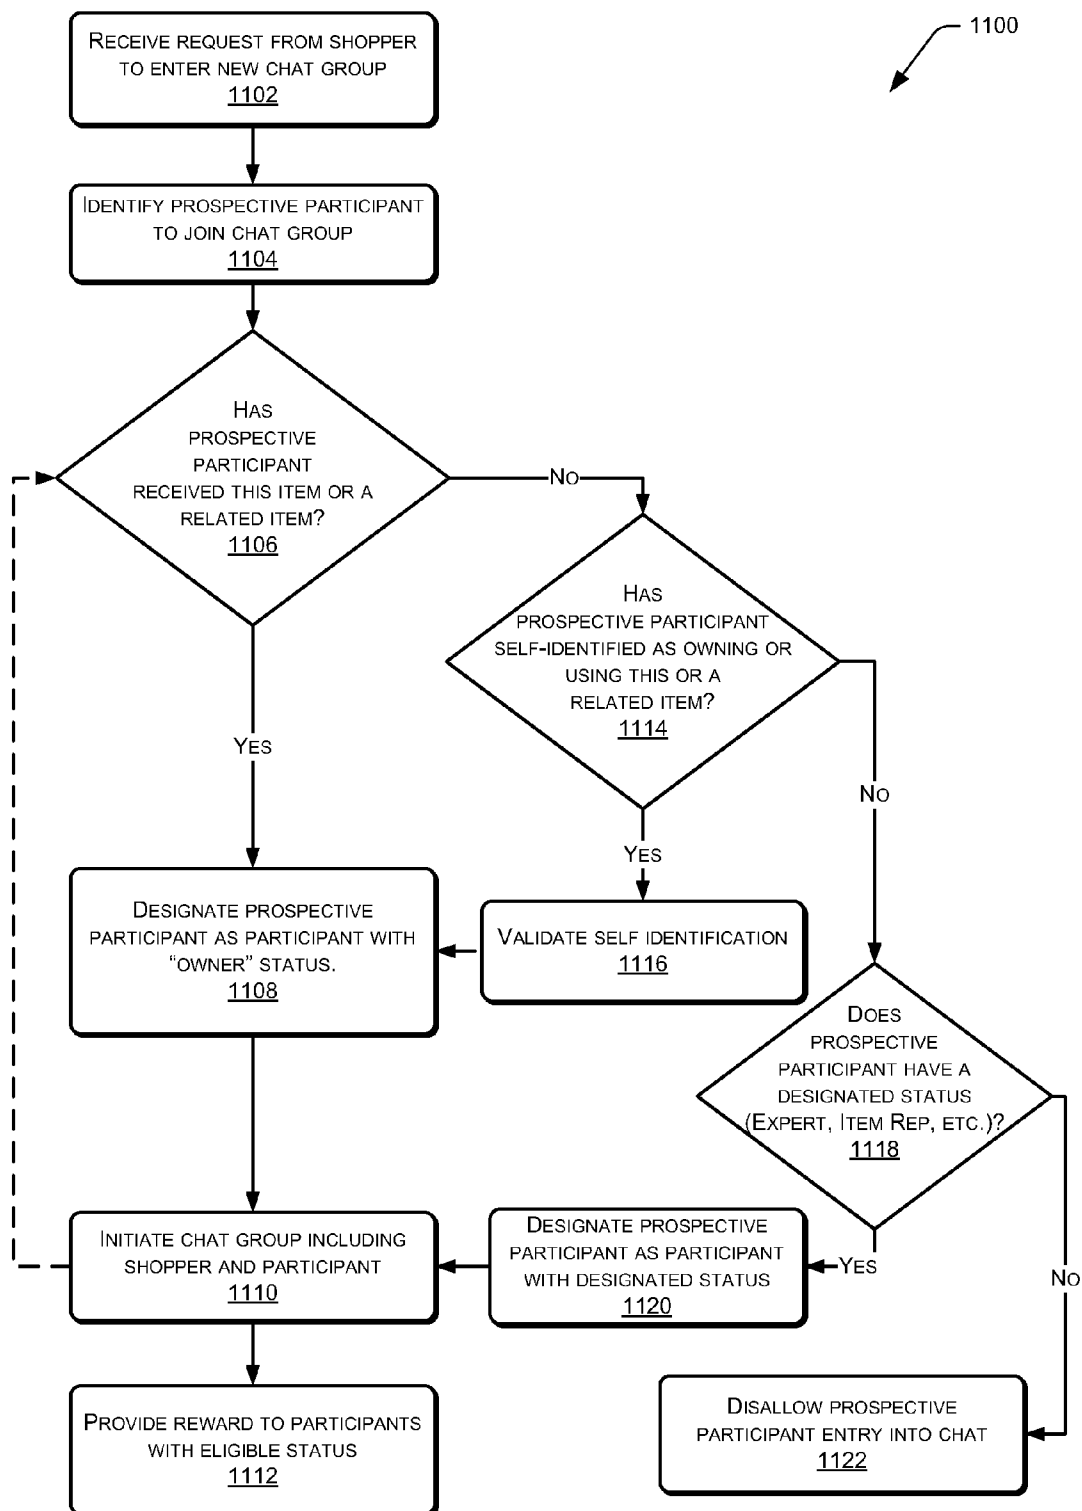 1100
RECEIVE REQUEST FROM SHOPPER
TO ENTER NEW CHAT GROUP
1102
IDENTIFY PROSPECTIVE PARTICIPANT
TO JOIN CHAT GROUP
1104
HAS
PROSPECTIVE
PARTICIPANT
RECEIVED THIS ITEM OR A
RELATED ITEM?
1106
NO
HAS
PROSPECTIVE PARTICIPANT
SELF-IDENTIFIED AS OWNING OR
USING THIS OR A
RELATED ITEM?
1114
YES
NO
YES
DESIGNATE PROSPECTIVE
PARTICIPANT AS PARTICIPANT WITH
“OWNER” STATUS.
1108
VALIDATE SELF IDENTIFICATION
1116
DOES
PROSPECTIVE
PARTICIPANT HAVE A
DESIGNATED STATUS
(EXPERT, ITEM REP, ETC.)?
1118
INITIATE CHAT GROUP INCLUDING
SHOPPER AND PARTICIPANT
1110
DESIGNATE PROSPECTIVE
PARTICIPANT AS PARTICIPANT
WITH DESIGNATED STATUS
1120
YES
NO
PROVIDE REWARD TO PARTICIPANTS
WITH ELIGIBLE STATUS
1112
DISALLOW PROSPECTIVE
PARTICIPANT ENTRY INTO CHAT
1122